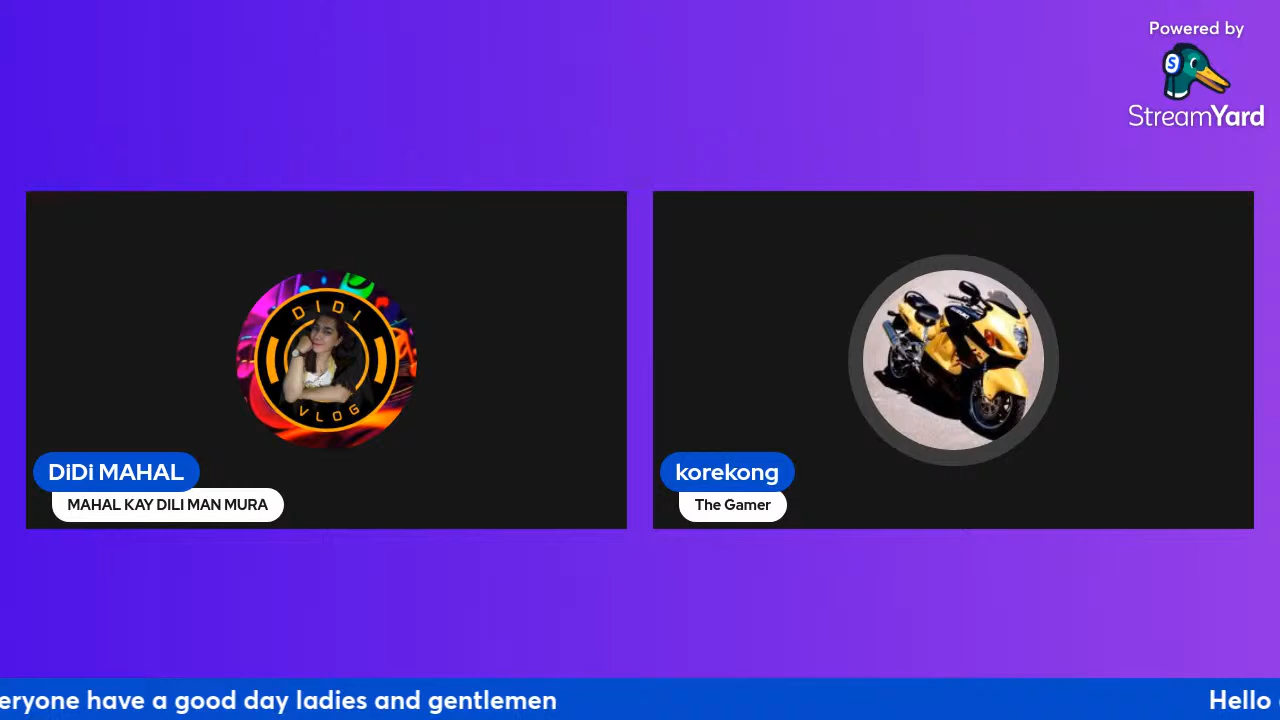 Powered by
StreamYard
DIDI
VLOG
DiDi MAHAL
MAHAL KAY DILI MAN MURA
SUZUKI
korekong
The Gamer
eryone have a good day ladies and gentlemen
Hello